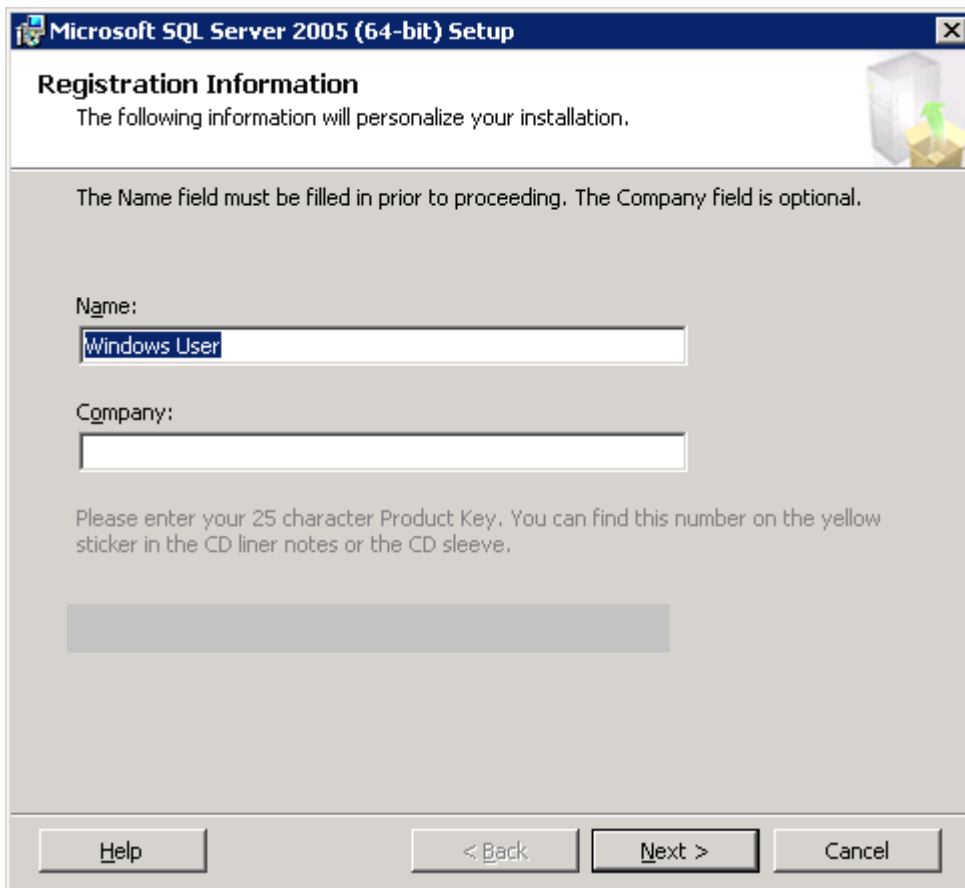 Microsoft SQL Server 2005 (64-bit) Setup
Registration Information
The following information will personalize your installation.
The Name field must be filled in prior to proceeding. The Company field is optional.
Name:
Windows User
Company:
Please enter your 25 character Product Key. You can find this number on the yellow
sticker in the CD liner notes or the CD sleeve.
Help
< Back
Next >
Cancel